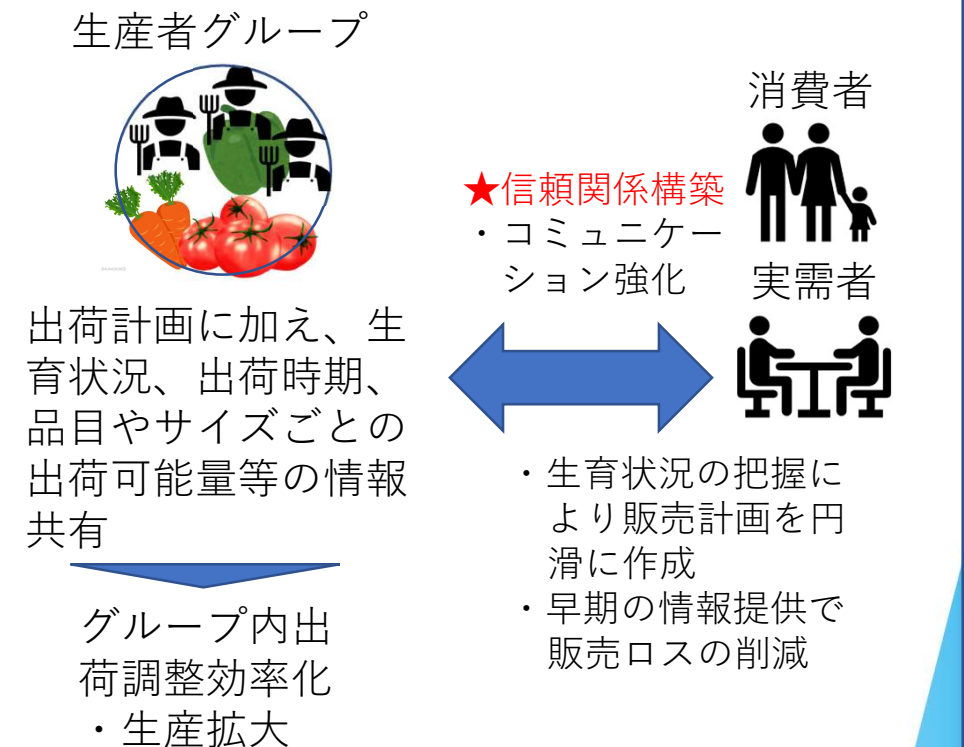 生産者グループ
出荷計画に加え、生
育状況、出荷時期、
品目やサイズごとの
出荷可能量等の情報
共有
グループ内出
荷調整効率化
・生産拡大
★信頼関係構築
・コミュニケー
ション強化
消費者
実需者
・生育状況の把握に
より販売計画を円
滑に作成
・早期の情報提供で
販売ロスの削減